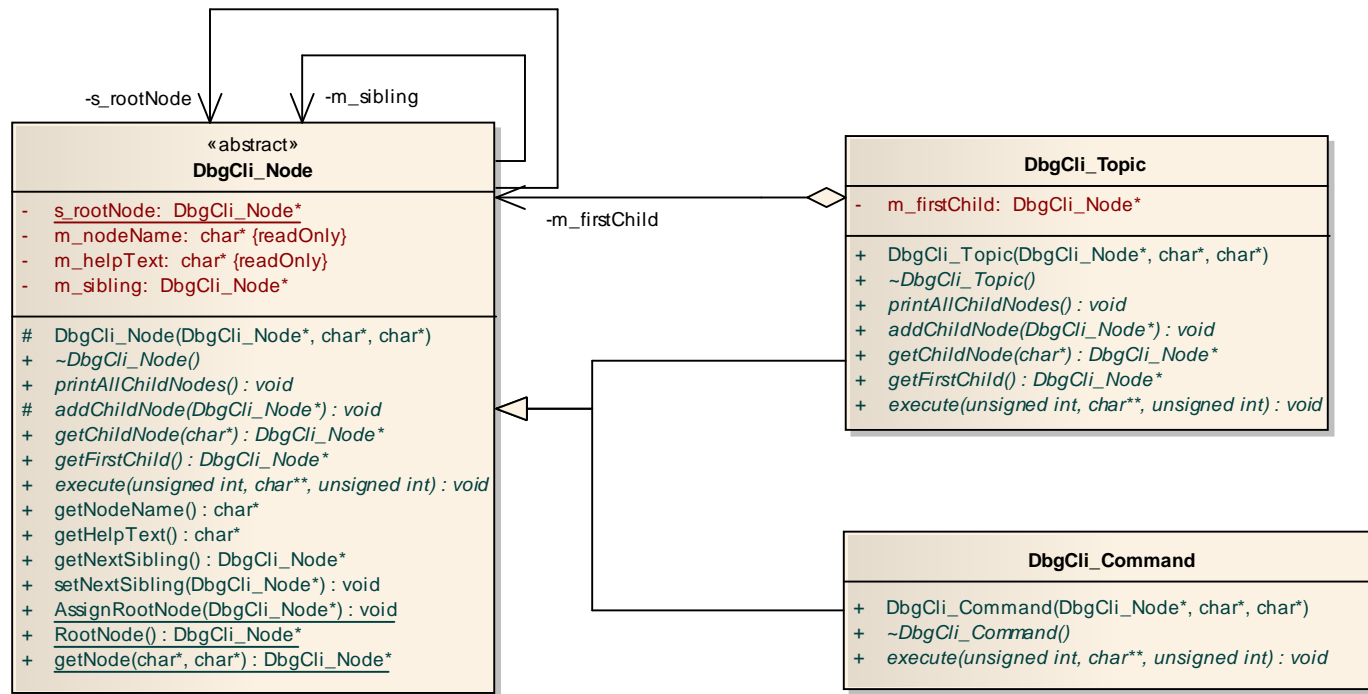 -s_rootNode
-m_sibling
«abstract»
DbgCli_Node
- s_rootNode: DbgCli_Node*
- m_nodeName: char* {readOnly}
- m_helpText: char* {readOnly}
- m_sibling: DbgCli_Node*
# DbgCli_Node(DbgCli_Node*, char*, char*)
+ ~DbgCli_Node()
+ printAllChildNodes() : void
# addChildNode(DbgCli_Node*) : void
+ getChildNode(char*) : DbgCli_Node*
+ getFirstChild() : DbgCli_Node*
+ execute(unsigned int, char**, unsigned int) : void
+ getNodeName() : char*
+ getHelpText() : char*
+ getNextSibling() : DbgCli_Node*
+ setNextSibling(DbgCli_Node*) : void
+ AssignRootNode(DbgCli_Node*) : void
+ RootNode() : DbgCli_Node*
+ getNode(char*, char*) : DbgCli_Node*
-m_firstChild
DbgCli_Topic
- m_firstChild: DbgCli_Node*
+ DbgCli_Topic(DbgCli_Node*, char*, char*)
+ ~DbgCli_Topic()
+ printAllChildNodes() : void
+ addChildNode(DbgCli_Node*) : void
+ getChildNode(char*) : DbgCli_Node*
+ getFirstChild() : DbgCli_Node*
+ execute(unsigned int, char**, unsigned int) : void
DbgCli_Command
+ DbgCli_Command(DbgCli_Node*, char*, char*)
+ ~DbgCli_Command()
+ execute(unsigned int, char**, unsigned int) : void